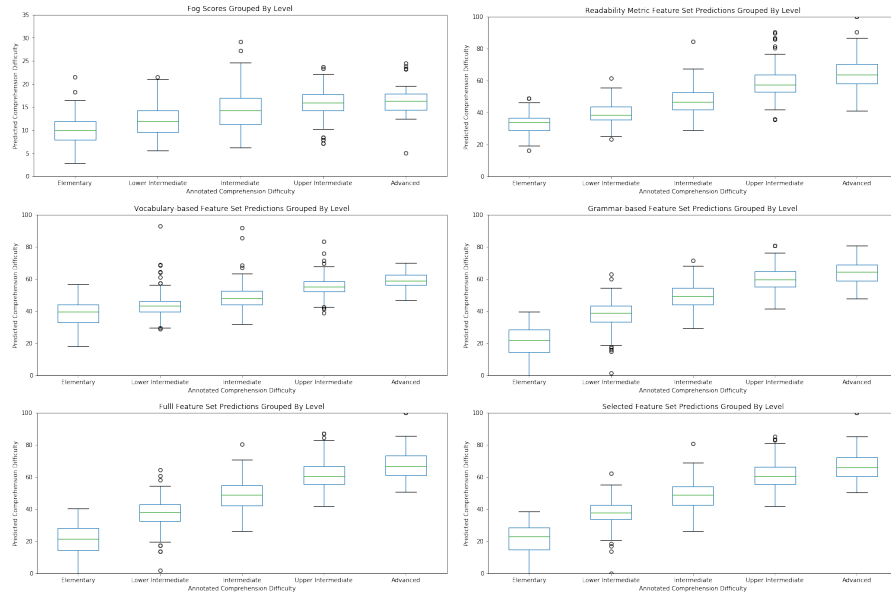 Fog Scores Grouped By Level
Predicted Comprehension Difficulty
35
30
25
20
15
10
5
0
Elementary Lower Intermediate Intermediate Upper Intermediate Advanced
Annotated Comprehension Difficulty
Readability Metric Feature Set Predictions Grouped By Level
Predicted Comprehension Difficulty
100
80
60
40
20
0
Elementary Lower Intermediate Intermediate Upper Intermediate Advanced
Annotated Comprehension Difficulty
Vocabulary-based Feature Set Predictions Grouped By Level
Predicted Comprehension Difficulty
100
80
60
40
20
0
Elementary Lower Intermediate Intermediate Upper Intermediate Advanced
Annotated Comprehension Difficulty
Grammar-based Feature Set Predictions Grouped By Level
Predicted Comprehension Difficulty
100
80
60
40
20
0
Elementary Lower Intermediate Intermediate Upper Intermediate Advanced
Annotated Comprehension Difficulty
Fulll Feature Set Predictions Grouped By Level
Predicted Comprehension Difficulty
100
80
60
40
20
0
Elementary Lower Intermediate Intermediate Upper Intermediate Advanced
Annotated Comprehension Difficulty
Selected Feature Set Predictions Grouped By Level
Predicted Comprehension Difficulty
100
80
60
40
20
0
Elementary Lower Intermediate Intermediate Upper Intermediate Advanced
Annotated Comprehension Difficulty